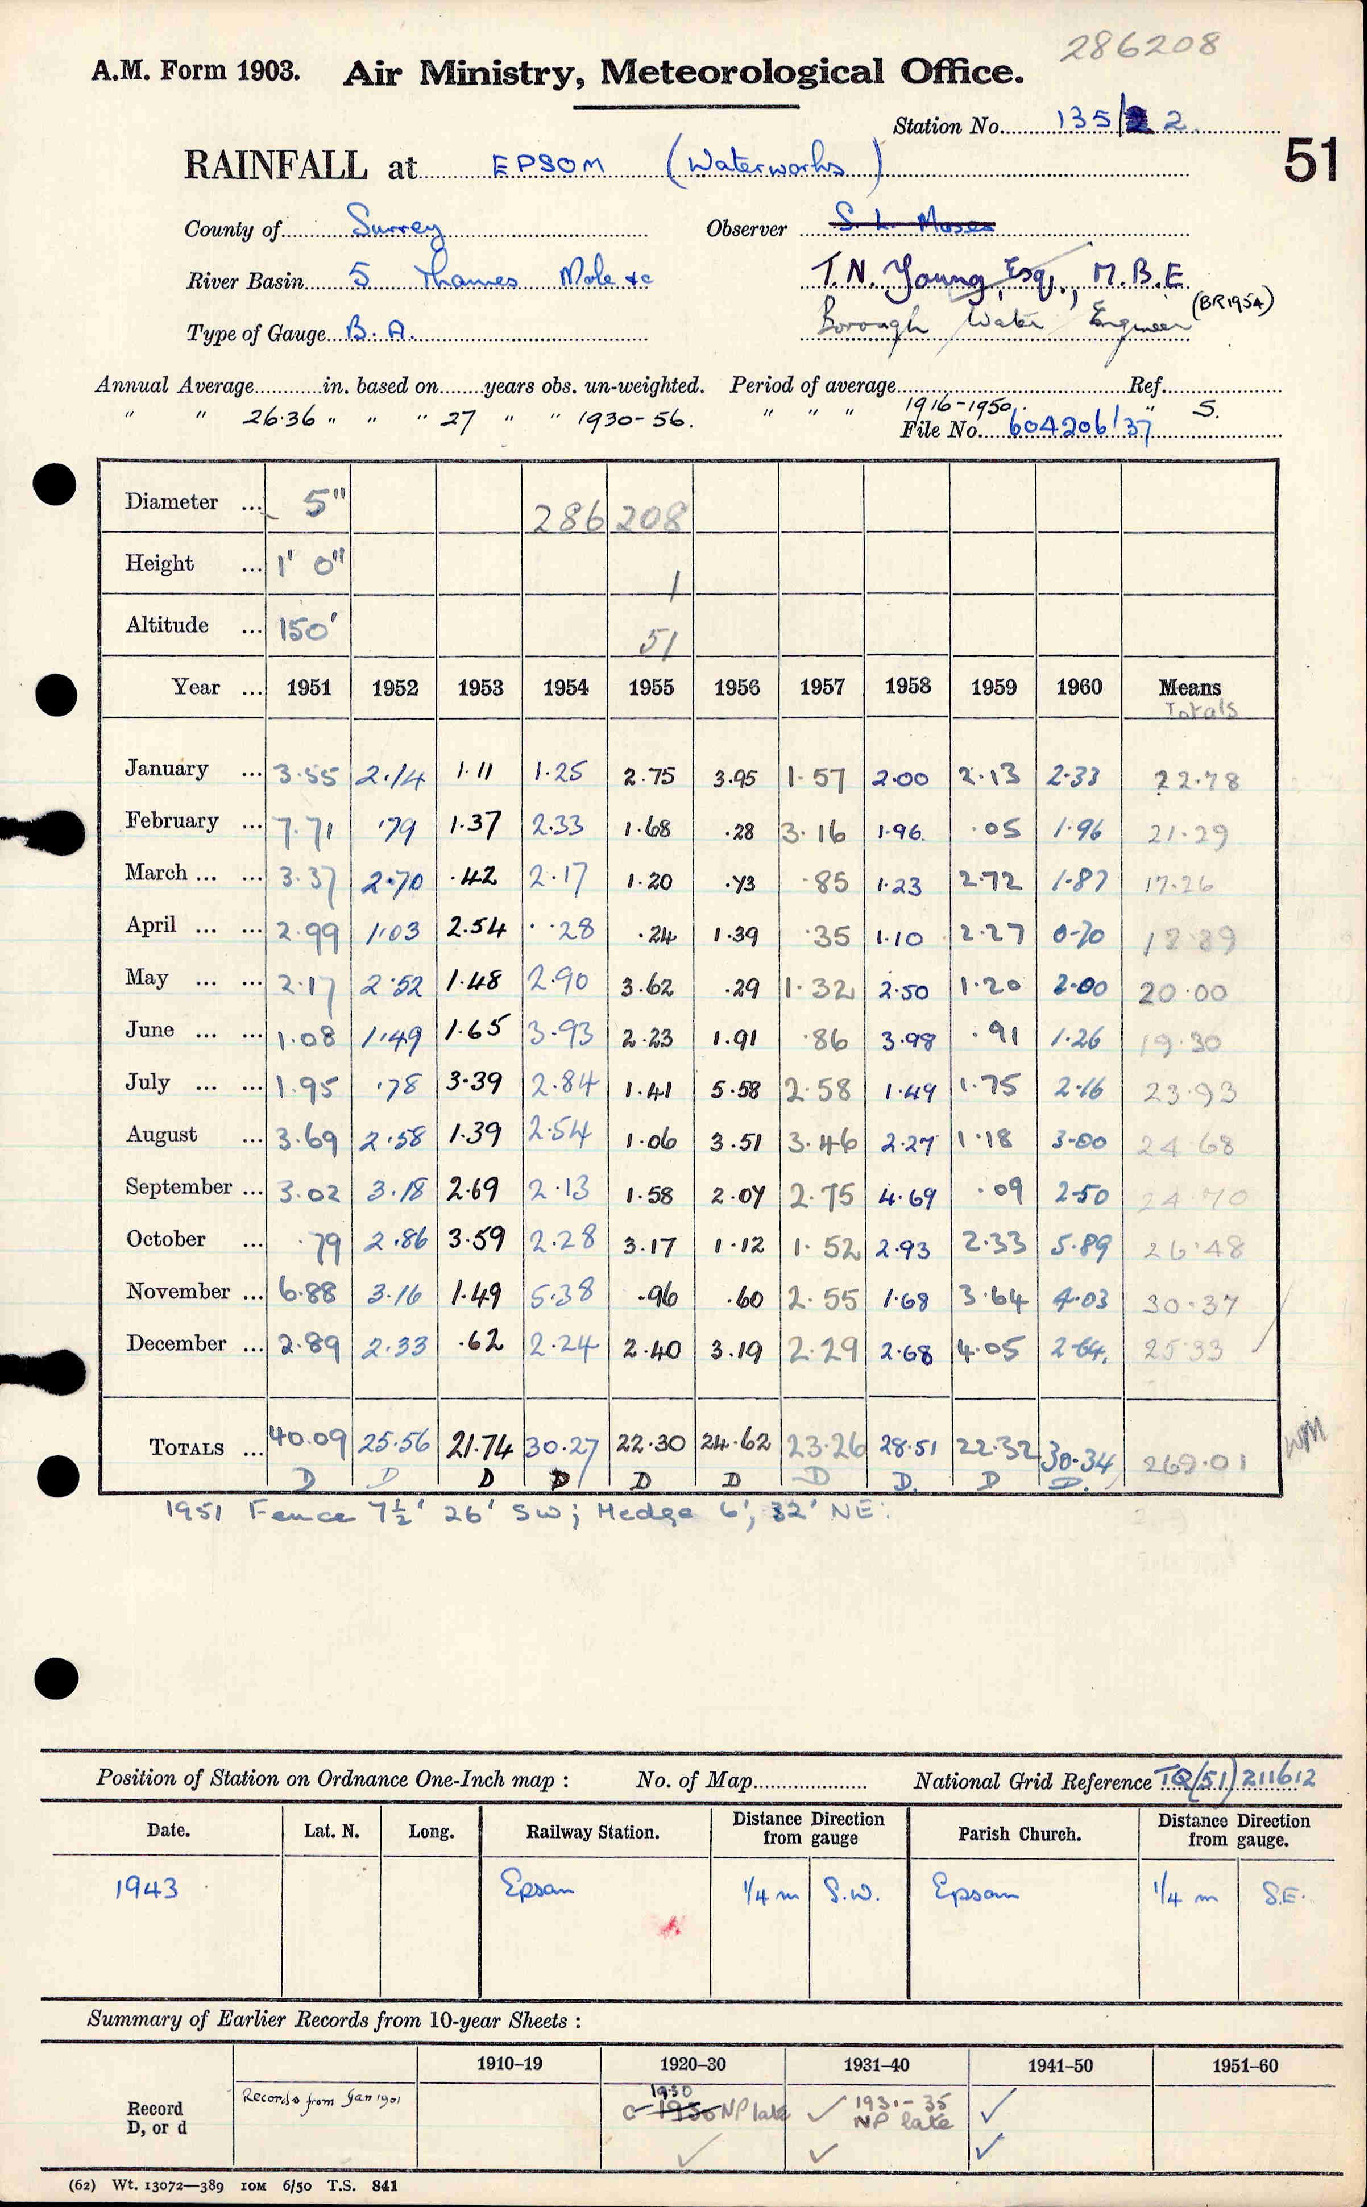 286208
A.M. Form 1903. Air Ministry, Meteorological Office.
Station No. 135/2 2.
51
RAINFALL at EPSOM (Waterworks)
County of Surrey Observer S. L. Moses
River Basin 5 Thames Mole &c T.N. Young, Esq., M.B.E
Type of Gauge B. A. Borough Water Engineer (BR1954)
Annual Average in. based on years obs. un-weighted. Period of average 1916-1950. Ref.
" " 26.36 " " " 27 " " 1930-56. " " " " S.
File No. 604206/37
Diameter ... 5" 286 208
Height ... 1' 0" 1
Altitude ... 150' 51
Year ... 1951 1952 1953 1954 1955 1956 1957 1958 1959 1960 Means
Totals
January ... 3.55 2.14 1.11 1.25 2.75 3.95 1.57 2.00 2.13 2.33 22.78
February ... 7.71 .79 1.37 2.33 1.68 .28 3.16 1.96. .05 1.96 21.29
March ... ... 3.37 2.70 .42 2.17 1.20 .73 .85 1.23 2.72 1.87 17.26
April ... ... 2.99 1.03 2.54 .28 .24 1.39 .35 1.10 2.27 0.70 12.89
May ... ... 2.17 2.52 1.48 2.90 3.62 .29 1.32 2.50 1.20 2.00 20.00
June ... ... 1.08 1.49 1.65 3.93 2.23 1.91 .86 3.98 .91 1.26 19.30
July ... ... 1.95 .78 3.39 2.84 1.41 5.58 2.58 1.49 1.75 2.16 23.93
August ... 3.69 2.58 1.39 2.54 1.06 3.51 3.46 2.27 1.18 3.00 24.68
September ... 3.02 3.18 2.69 2.13 1.58 2.07 2.75 4.69 .09 2.50 24.70
October ... .79 2.86 3.59 2.28 3.17 1.12 1.52 2.93 2.33 5.89 26.48
November ... 6.88 3.16 1.49 5.38 .96 .60 2.55 1.68 3.64 4.03 30.37
December ... 2.89 2.33 .62 2.24 2.40 3.19 2.29 2.68 4.05 2.64. 25.33
TOTALS ... 40.09 25.56 21.74 30.27 22.30 24.62 23.26 28.51 22.32 30.34 269.01 WM
D D D D D D D D. D D.
1951 Fence 7½' 26' SW; Hedge 6', 32' NE.
Position of Station on Ordnance One-Inch map : No. of Map National Grid Reference TQ(51)211612
Date. Lat. N. Long. Railway Station. Distance Direction from gauge Parish Church. Distance Direction from gauge.
1943 Epsom 1/4 m S.W. Epsom 1/4 m S.E.
Summary of Earlier Records from 10-year Sheets :
1910–19 1920–30 1931–40 1941–50 1951–60
Record D, or d Records from Jan 1901 1930 c 1950 NP late ✓ 1931-35 NP late ✓
✓ ✓ ✓
(62) Wt. 13072—389 10M 6/50 T.S. 841